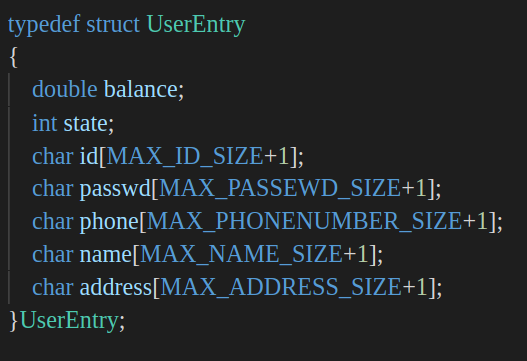 typedef struct UserEntry
{
double balance;
int state;
char id[MAX_ID_SIZE+1];
char passwd[MAX_PASSEWD_SIZE+1];
char phone[MAX_PHONENUMBER_SIZE+1];
char name[MAX_NAME_SIZE+1];
char address[MAX_ADDRESS_SIZE+1];
}UserEntry;